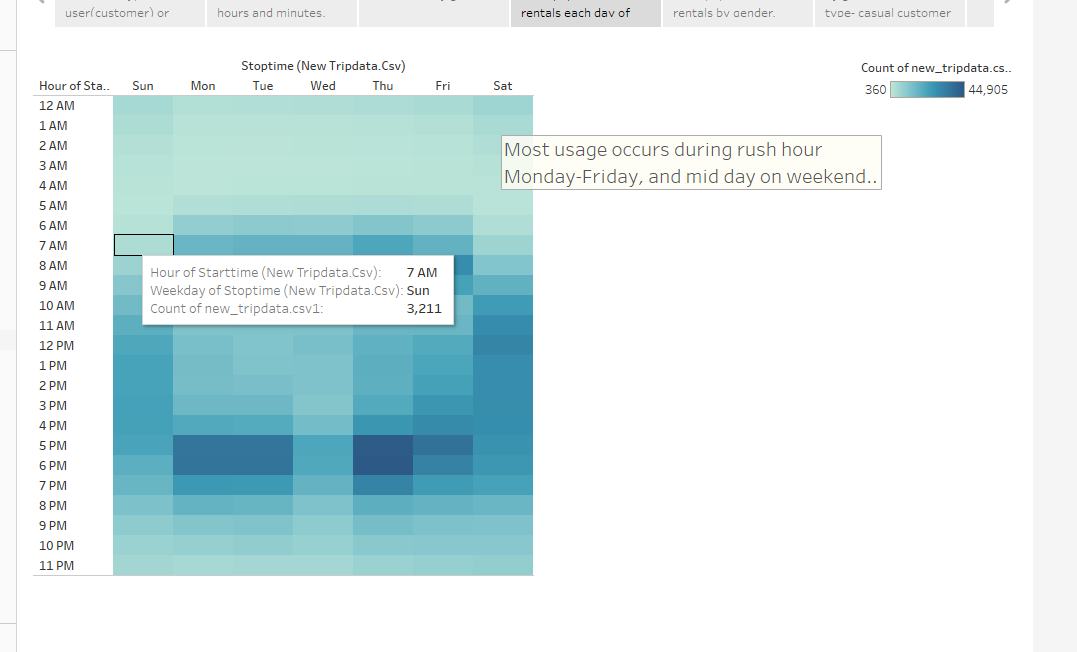 user(customer) or
hours and minutes.
rentals each day of
rentals by gender.
type- casual customer
Stoptime (New Tripdata.Csv)
Hour of Sta.. Sun Mon Tue Wed Thu Fri Sat
Count of new_tripdata.cs..
360 44,905
12 AM
1 AM
2 AM
3 AM
4 AM
5 AM
6 AM
7 AM
8 AM
9 AM
10 AM
11 AM
12 PM
1 PM
2 PM
3 PM
4 PM
5 PM
6 PM
7 PM
8 PM
9 PM
10 PM
11 PM
Most usage occurs during rush hour
Monday-Friday, and mid day on weekend..
Hour of Starttime (New Tripdata.Csv): 7 AM
Weekday of Stoptime (New Tripdata.Csv): Sun
Count of new_tripdata.csv1: 3,211